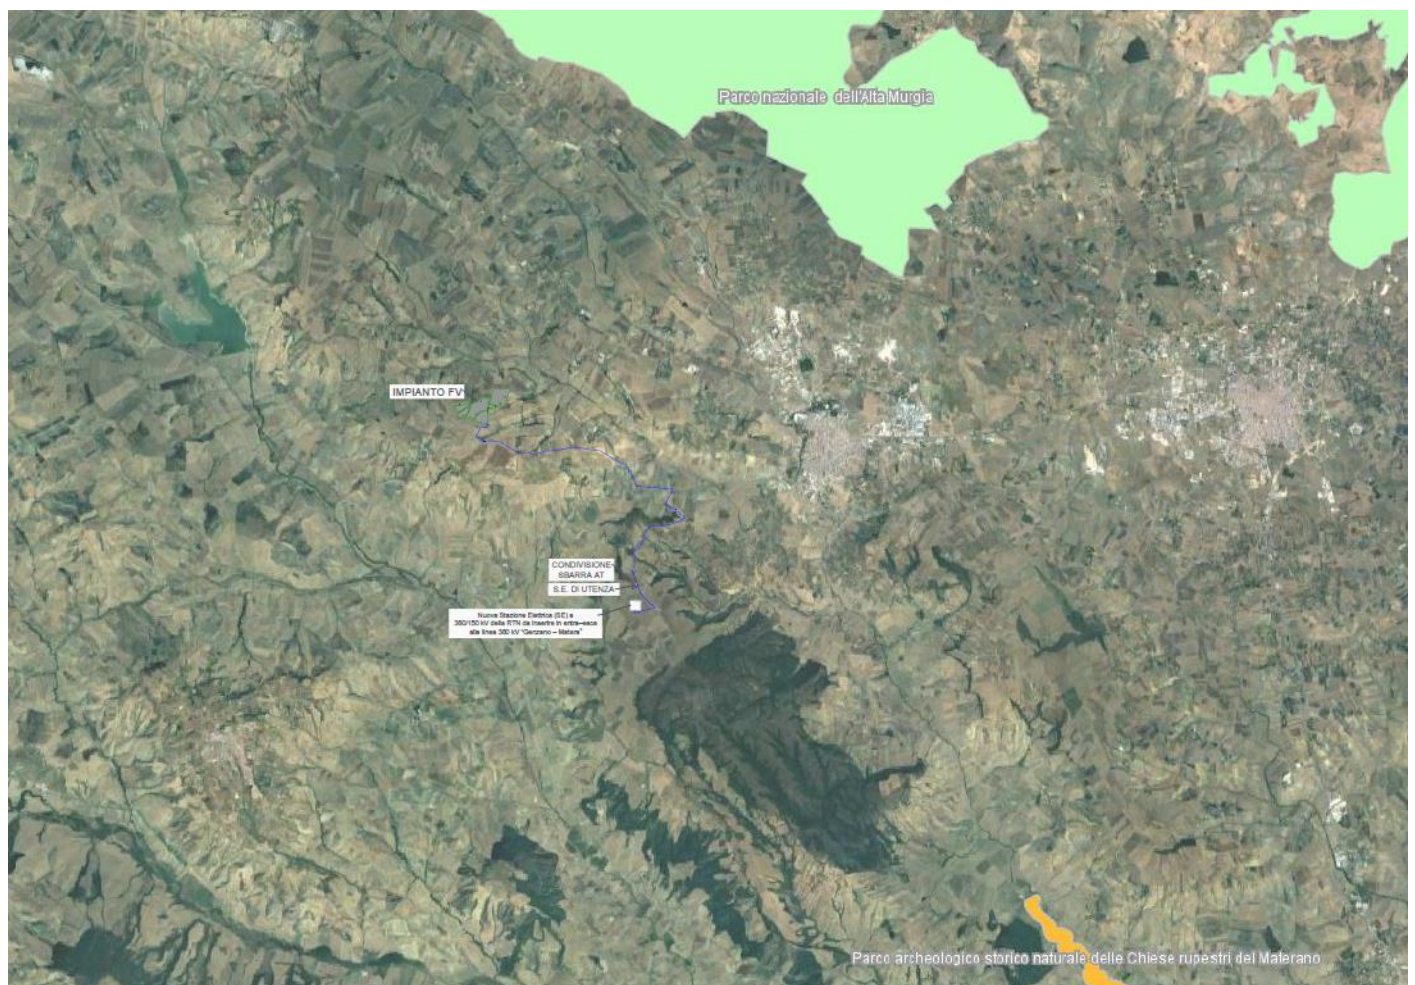 Parco nazionale dell'Alta Murgia
IMPIANTO FV
CONDIVISIONE
SBARRA AT
S.E. DI UTENZA
Nuova Stazione Elettrica (SE) a
380/150 kV della RTN da inserire in entra-esce
alla linea 380 kV "Genzano - Matera"
Parco archeologico storico naturale delle Chiese rupestri del Materano